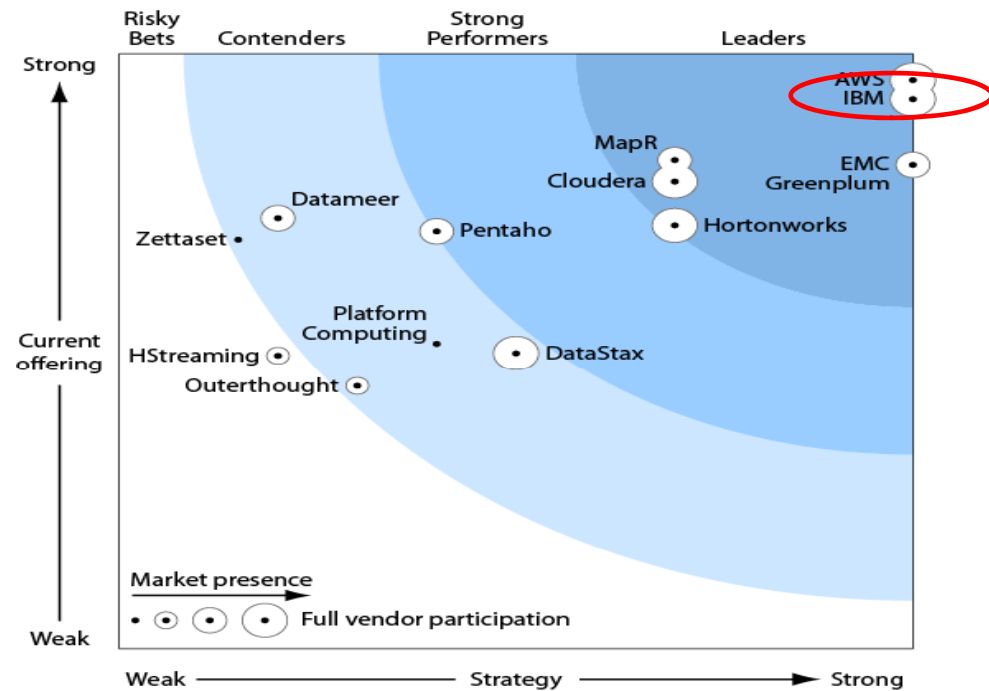 Risky
Bets
Contenders
Strong
Performers
Leaders
Strong
AWS
IBM
MapR
EMC
Greenplum
Cloudera
Datameer
Hortonworks
Pentaho
Zettaset
Platform
Computing
Current
offering
HStreaming
DataStax
Outerthought
Market presence
Full vendor participation
Weak
Weak
Strategy
Strong